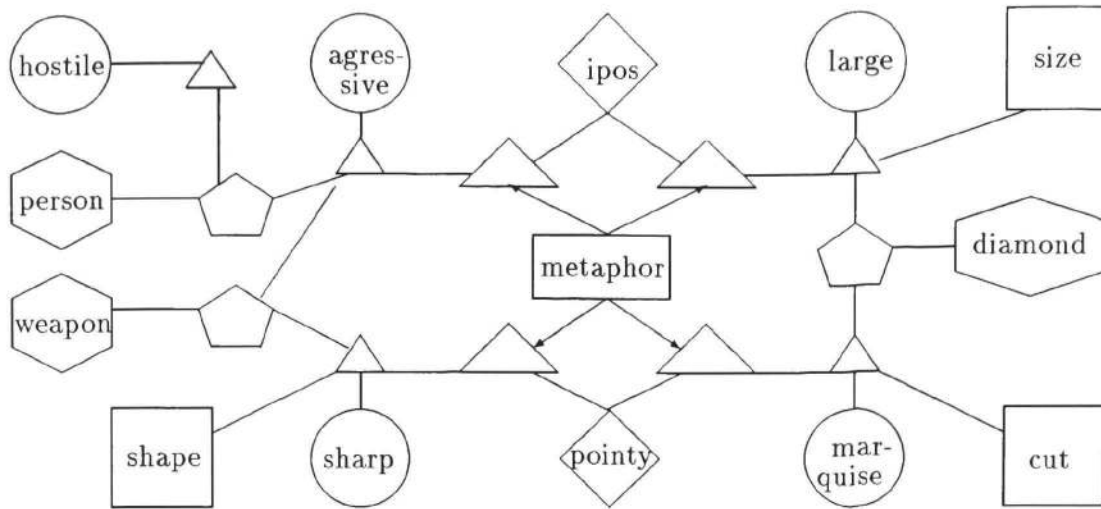 hostile
agres-
sive
ipos
large
size
person
metaphor
diamond
weapon
shape
sharp
pointy
mar-
quise
cut